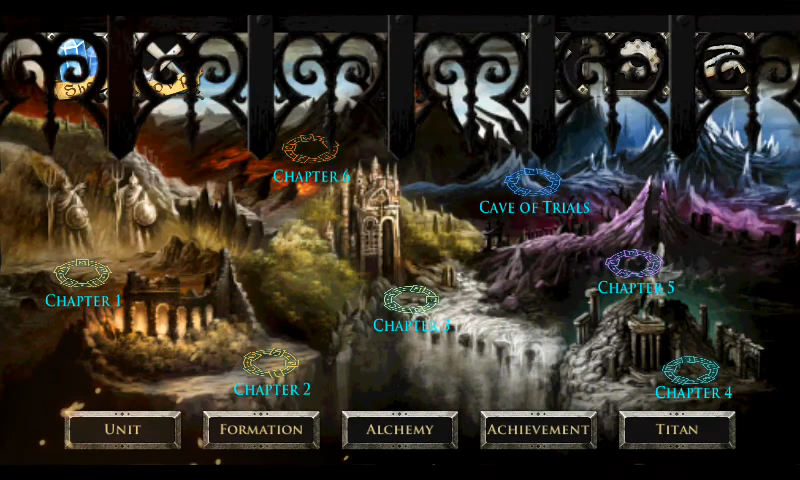 Chapter 6
Cave of Trials
Chapter 5
Chapter 1
Chapter 3
Chapter 2
Chapter 4
Unit
Formation
Alchemy
Achievement
Titan